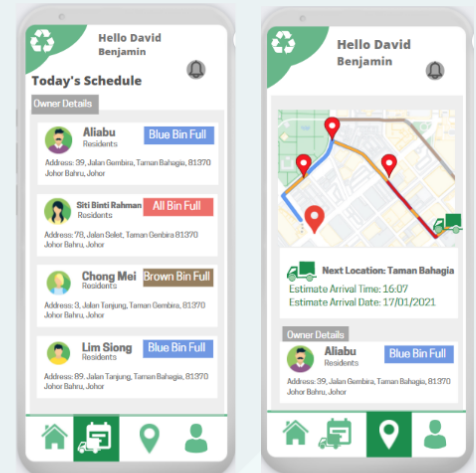 Hello David
Benjamin
Today's Schedule
Owner Details
Aliabu
Residents
Blue Bin Full
Address: 39, Jalan Gembira, Taman Bahagia, 81370
Johor Bahru, Johor
Siti Binti Rahman
Residents
All Bin Full
Address: 78, Jalan Solet, Taman Gembira 81370
Johor Bahru, Johor
Chong Mei
Residents
Brown Bin Full
Address: 3, Jalan Tanjung, Taman Gembira, 81370
Johor Bahru, Johor
Lim Siong
Residents
Blue Bin Full
Address: 89, Jalan Tanjung, Taman Bahagia, 81370
Johor Bahru, Johor
Hello David
Benjamin
Next Location: Taman Bahagia
Estimate Arrival Time: 16:07
Estimate Arrival Date: 17/01/2021
Owner Details
Aliabu
Residents
Blue Bin Full
Address: 39, Jalan Gembira, Taman Bahagia, 81370
Johor Bahru, Johor